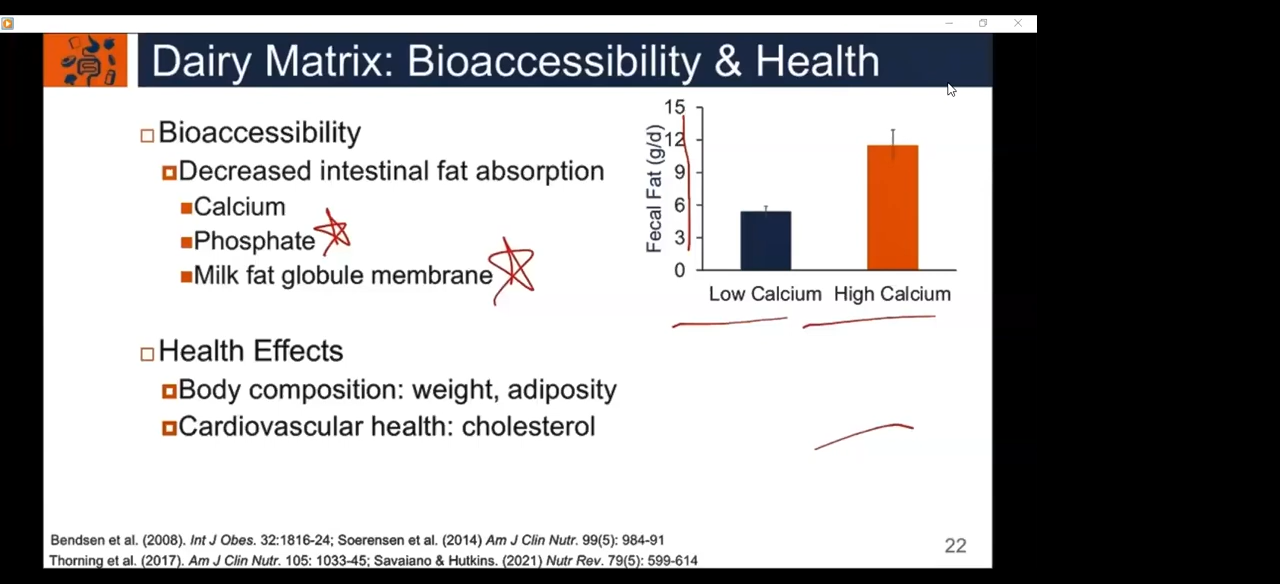 Dairy Matrix: Bioaccessibility & Health
Bioaccessibility
Decreased intestinal fat absorption
Calcium
Phosphate
Milk fat globule membrane
Health Effects
Body composition: weight, adiposity
Cardiovascular health: cholesterol
Fecal Fat (g/d)
15
12
9
6
3
0
Low Calcium High Calcium
Bendsen et al. (2008). Int J Obes. 32:1816-24; Soerensen et al. (2014) Am J Clin Nutr. 99(5): 984-91
Thorning et al. (2017). Am J Clin Nutr. 105: 1033-45; Savaiano & Hutkins. (2021) Nutr Rev. 79(5): 599-614
22